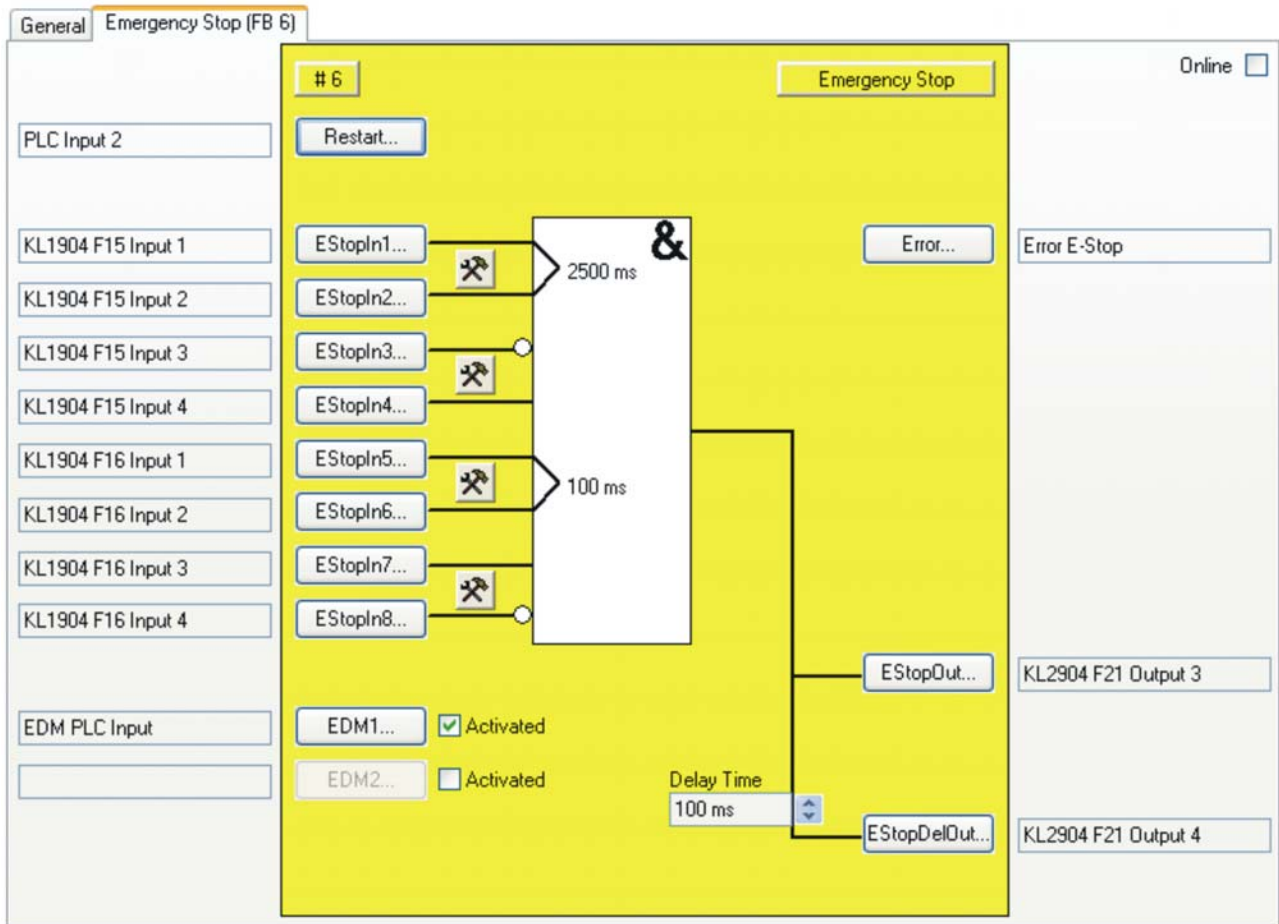 General
Emergency Stop (FB 6)
Online
# 6
Emergency Stop
PLC Input 2
Restart...
KL1904 F15 Input 1
EStopIn1...
&
Error...
Error E-Stop
2500 ms
KL1904 F15 Input 2
EStopIn2...
KL1904 F15 Input 3
EStopIn3...
KL1904 F15 Input 4
EStopIn4...
KL1904 F16 Input 1
EStopIn5...
100 ms
KL1904 F16 Input 2
EStopIn6...
KL1904 F16 Input 3
EStopIn7...
KL1904 F16 Input 4
EStopIn8...
EStopOut...
KL2904 F21 Output 3
EDM PLC Input
EDM1...
Activated
EDM2...
Activated
Delay Time
100 ms
EStopDelOut...
KL2904 F21 Output 4